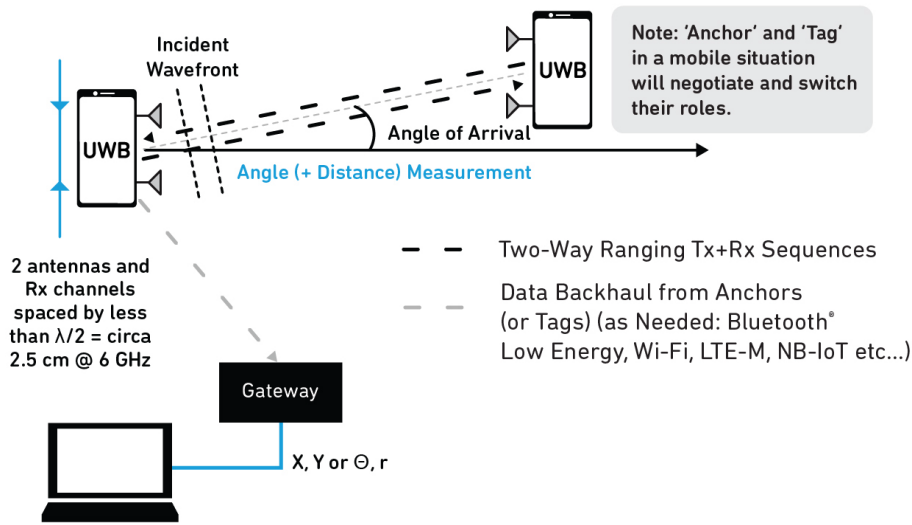 Incident
Wavefront
UWB
UWB
Note: ‘Anchor’ and ‘Tag’
in a mobile situation
will negotiate and switch
their roles.
Angle of Arrival
Angle (+ Distance) Measurement
2 antennas and
Rx channels
spaced by less
than λ/2 = circa
2.5 cm @ 6 GHz
Two-Way Ranging Tx+Rx Sequences
Data Backhaul from Anchors
(or Tags) (as Needed: Bluetooth®
Low Energy, Wi-Fi, LTE-M, NB-IoT etc...)
Gateway
X, Y or Θ, r